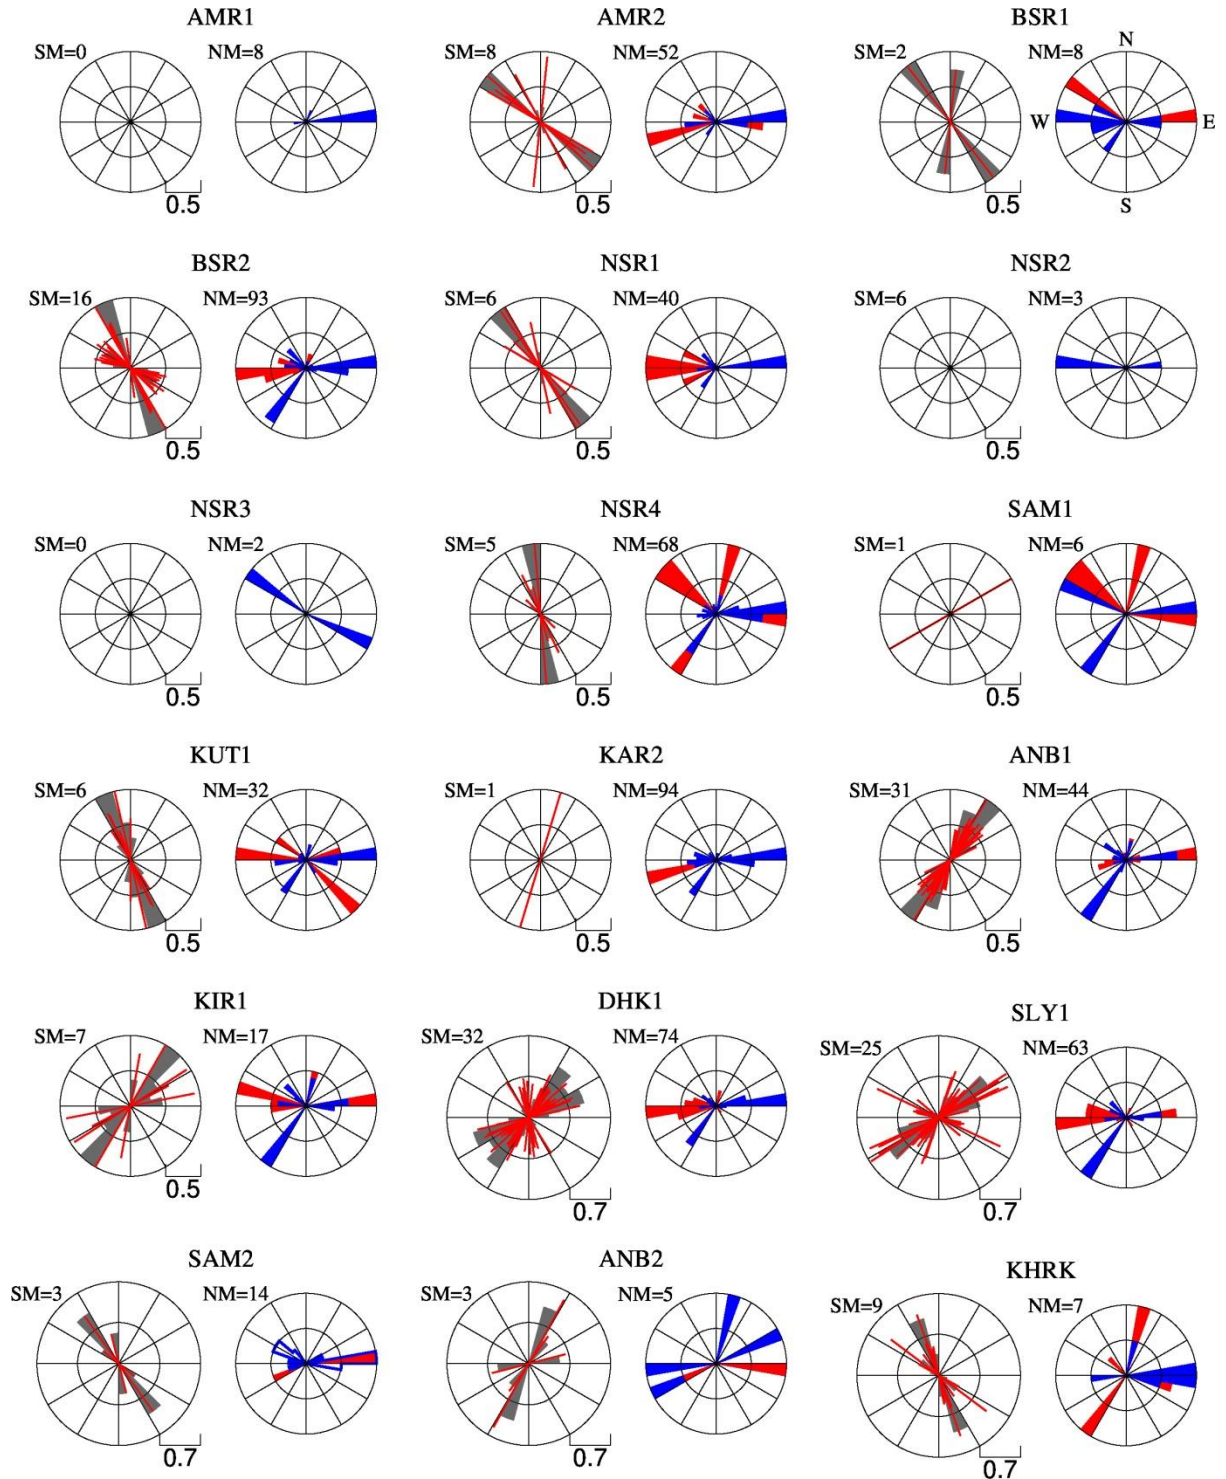 AMR1
AMR2
BSR1
SM=0
NM=8
SM=8
NM=52
SM=2
NM=8
N
W
E
S
0.5
0.5
0.5
BSR2
NSR1
NSR2
SM=16
NM=93
SM=6
NM=40
SM=6
NM=3
0.5
0.5
0.5
NSR3
NSR4
SAM1
SM=0
NM=2
SM=5
NM=68
SM=1
NM=6
0.5
0.5
0.5
KUT1
KAR2
ANB1
SM=6
NM=32
SM=1
NM=94
SM=31
NM=44
0.5
0.5
0.5
KIR1
DHK1
SLY1
SM=7
NM=17
SM=32
NM=74
SM=25
NM=63
0.5
0.7
0.7
SAM2
ANB2
KHRK
SM=3
NM=14
SM=3
NM=5
SM=9
NM=7
0.7
0.7
0.7